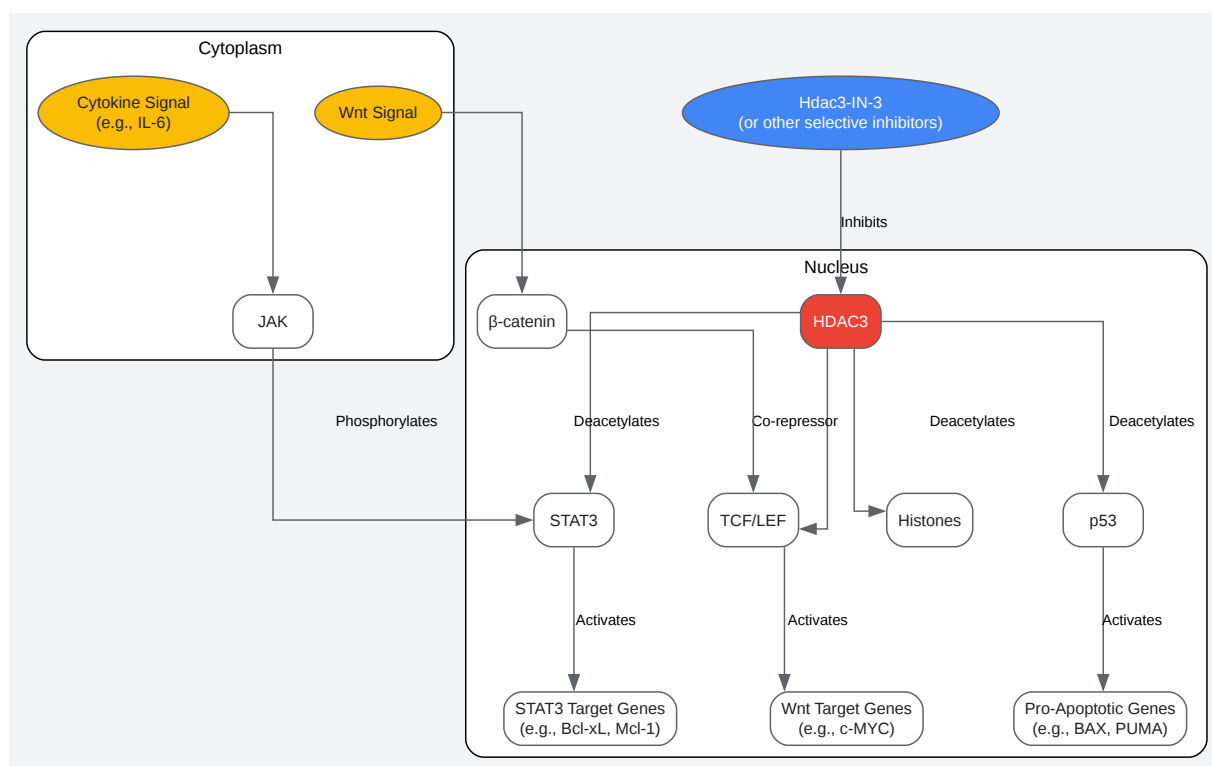 Cytoplasm
Cytokine Signal
(e.g., IL-6)
Wnt Signal
Hdac3-IN-3
(or other selective inhibitors)
Inhibits
Nucleus
JAK
β-catenin
HDAC3
Phosphorylates
Deacetylates
Co-repressor
Deacetylates
Deacetylates
STAT3
TCF/LEF
Histones
p53
Activates
Activates
Activates
STAT3 Target Genes
(e.g., Bcl-xL, Mcl-1)
Wnt Target Genes
(e.g., c-MYC)
Pro-Apoptotic Genes
(e.g., BAX, PUMA)